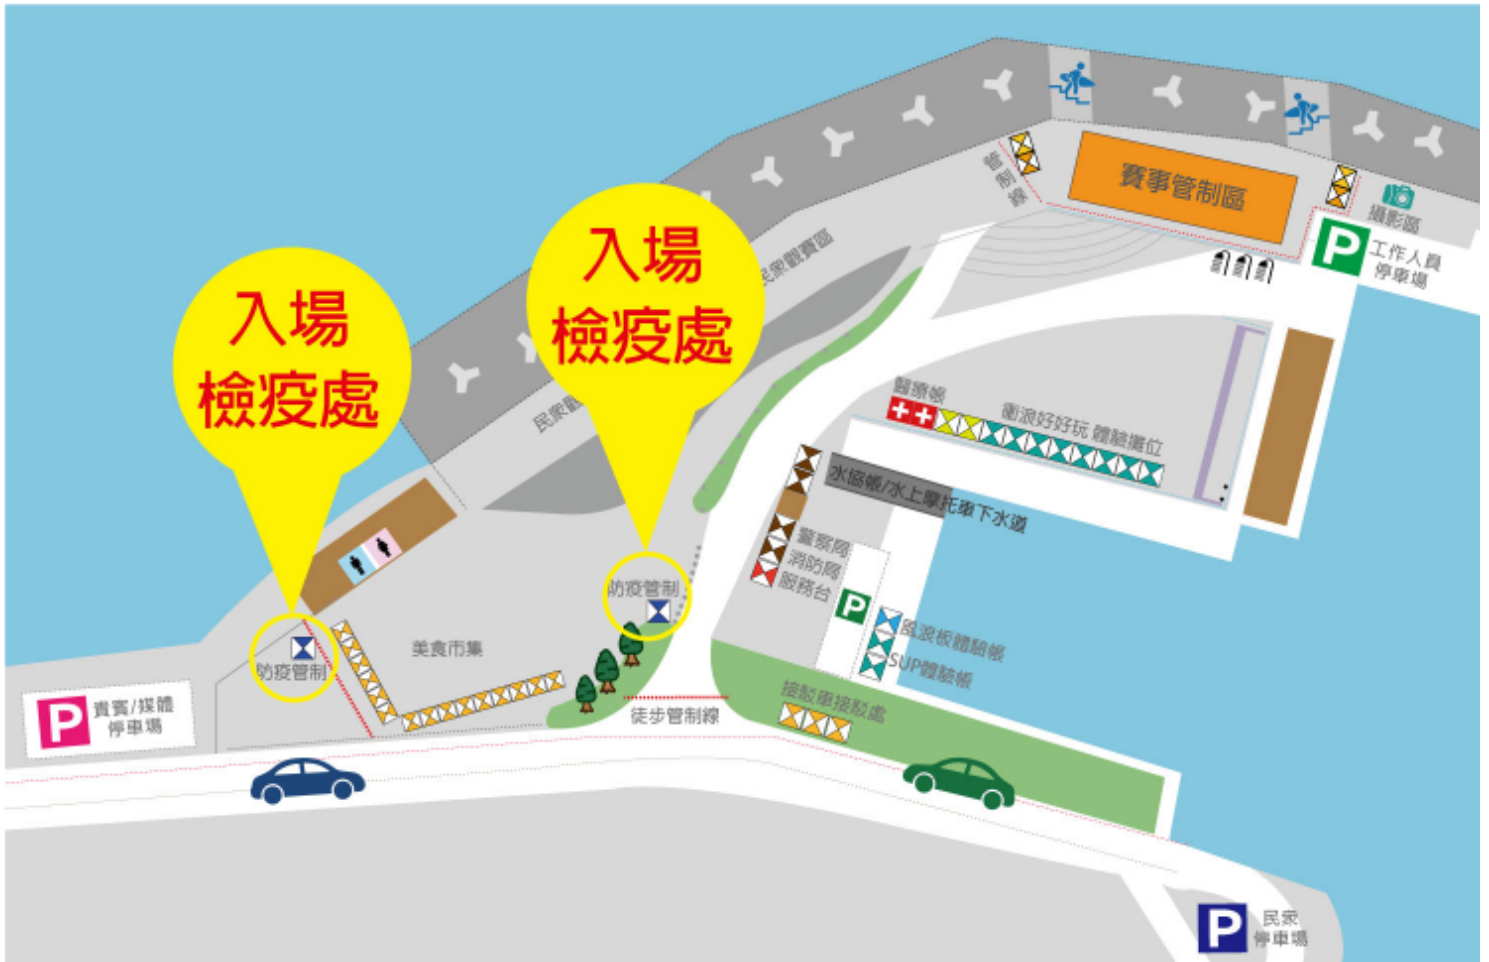 入場
檢疫處
入場
檢疫處
管制線
賽事管制區
攝影區
P
工作人員
停車場
民眾觀賽區
民眾觀
醫療帳
衝浪好好玩 體驗攤位
水協帳/水上摩托車下水道
警察局
消防局
服務台
P
風浪板體驗帳
SUP體驗帳
防疫管制
防疫管制
美食市集
P
貴賓/媒體
停車場
徒步管制線
接駁車接駁處
P
民眾
停車場